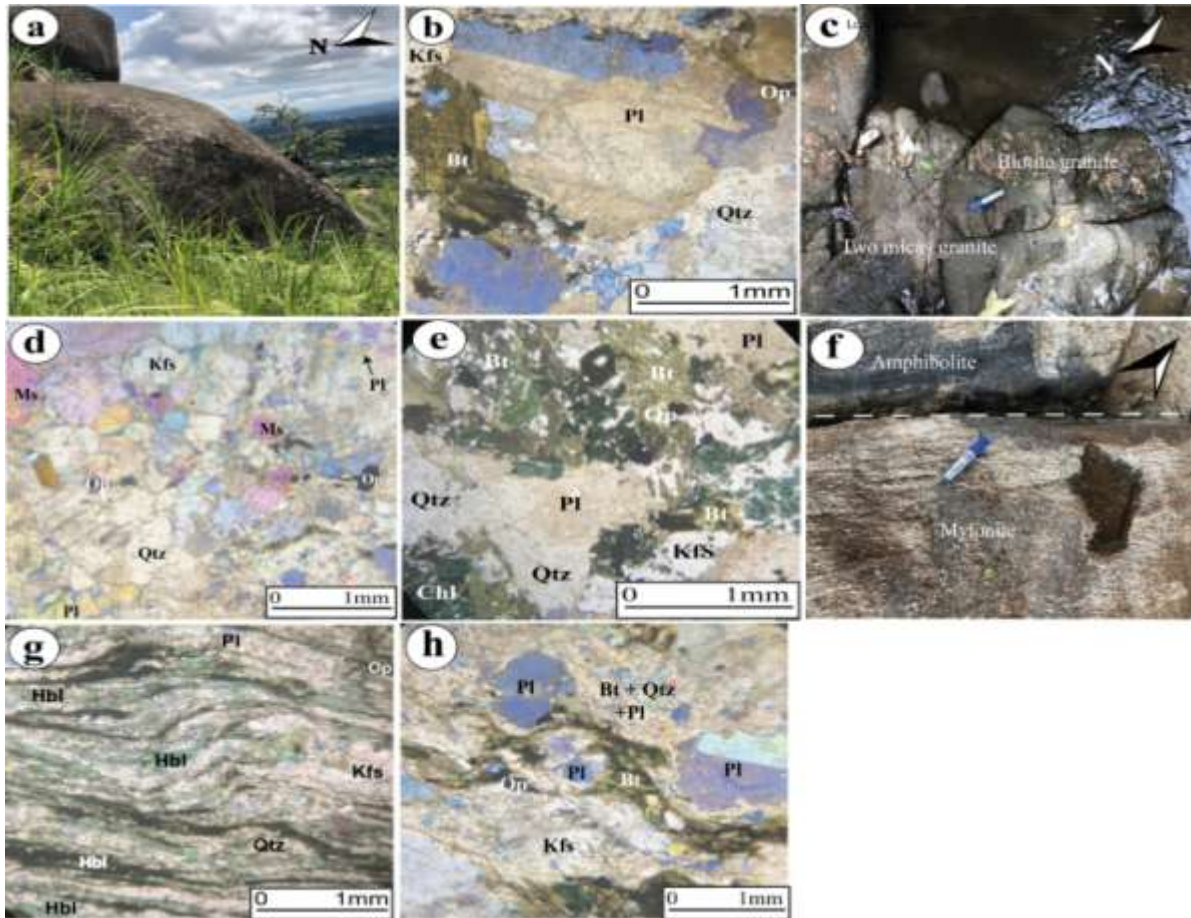 a
N
b
Kfs
Pl
Op
Bt
Qtz
0 1mm
c
Biotite granite
Two micas granite
d
Kfs
Pl
Ms
Ms
Qtz
Pl
0 1mm
e
Pl
Bt
Bt
Op
Qtz
Pl
Bt
KfS
Qtz
Chl
0 1mm
f
Amphibolite
Mylonite
g
Pl
Op
Hbl
Hbl
Kfs
Qtz
Hbl
Hbl
0 1mm
h
Pl
Bt + Qtz
+Pl
Pl
Pl
Bt
Op
Kfs
0 1mm